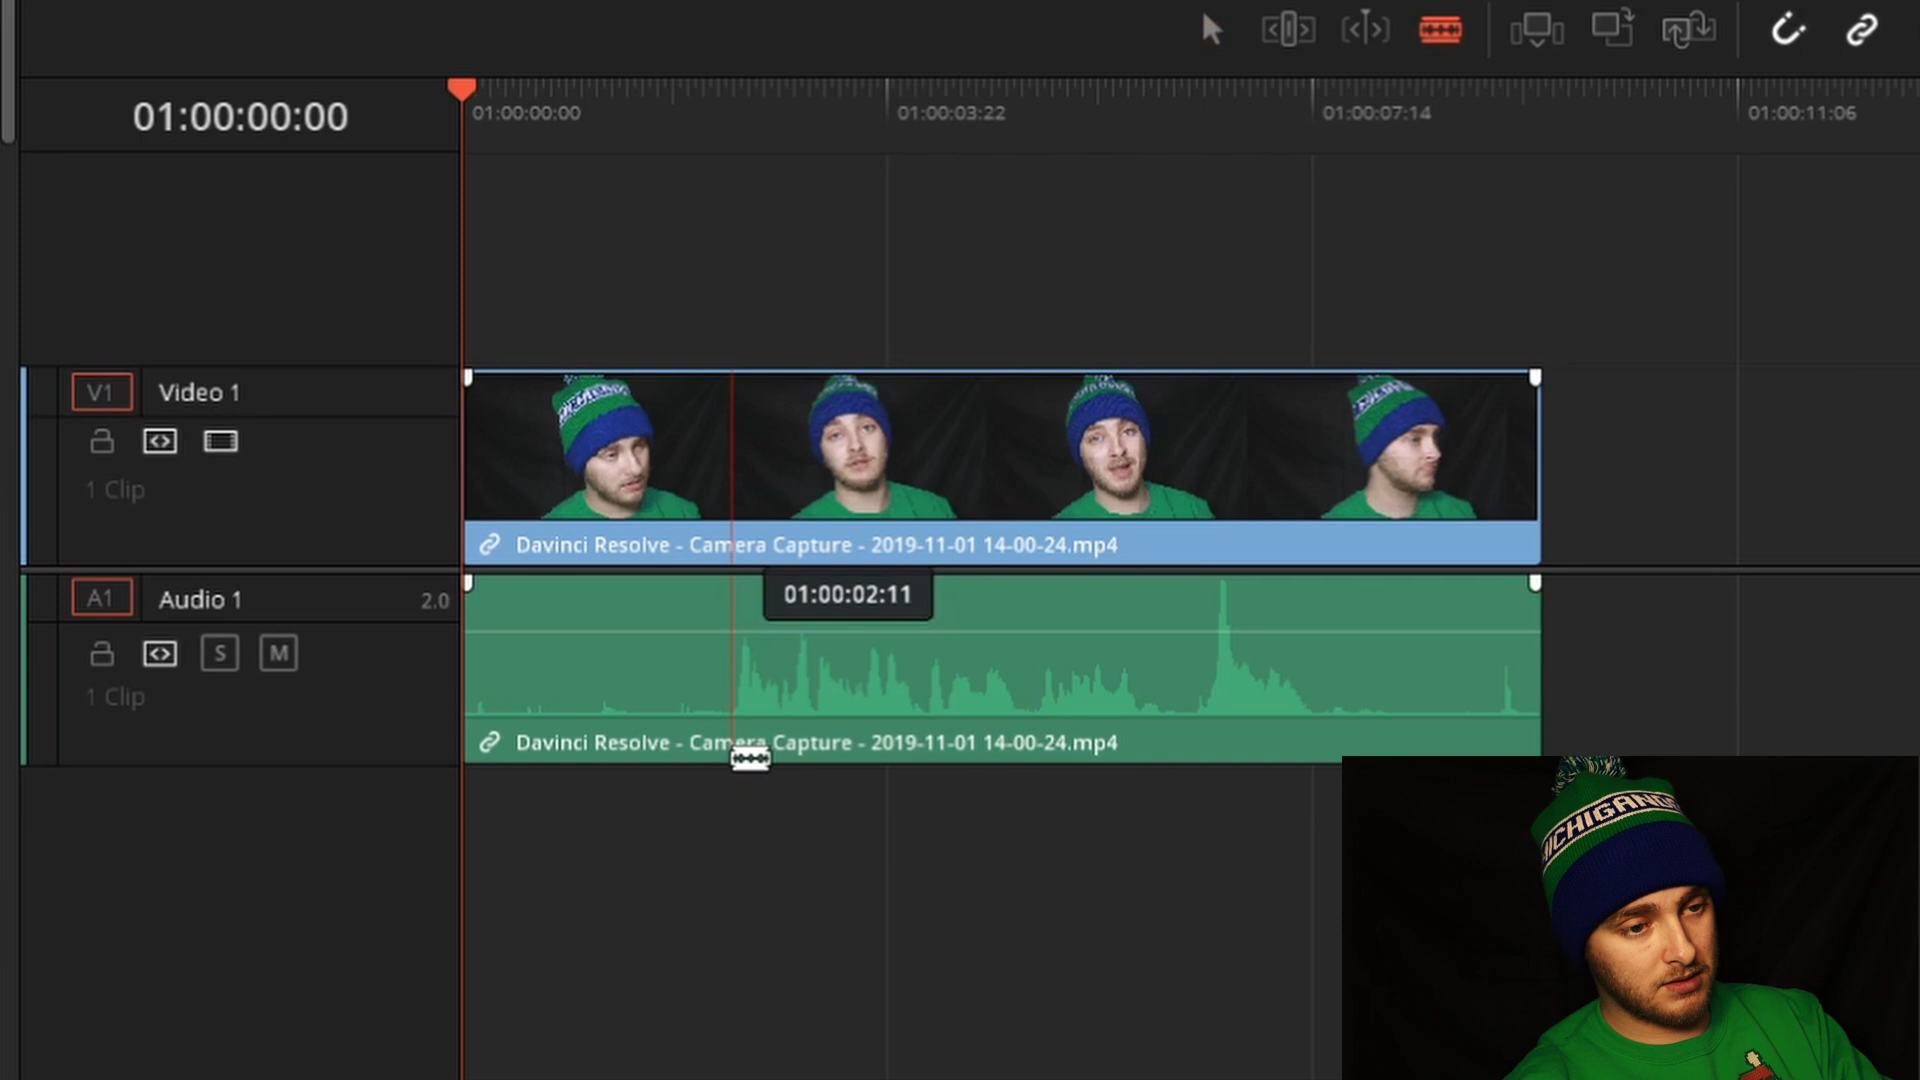 01:00:00:00
01:00:00:00
01:00:03:22
01:00:07:14
01:00:11:06
V1
Video 1
1 Clip
Davinci Resolve - Camera Capture - 2019-11-01 14-00-24.mp4
01:00:02:11
A1
Audio 1
2.0
S
M
1 Clip
Davinci Resolve - Camera Capture - 2019-11-01 14-00-24.mp4